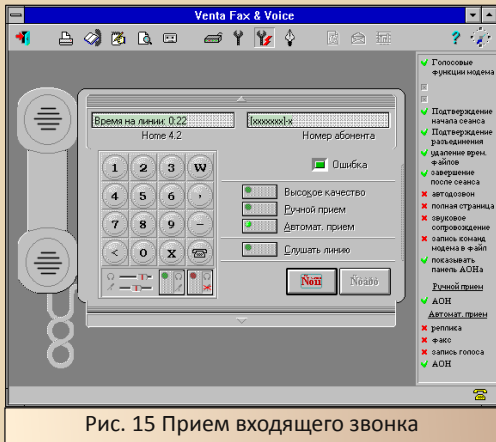 Venta Fax & Voice
?
Время на линии: 0:22
[xxxxxxx]-x
Home 4.2
Номер абонента
Ошибка
1 2 3 W
4 5 6 ,
7 8 9 -
< 0 X
Высокое качество
Ручной прием
Автомат. прием
Слушать линию
Ñòîï
Голосовые
функции модема
Подтверждение
начала сеанса
Подтверждение
разъединения
удаление врем.
файлов
завершение
после сеанса
автодозвон
полная страница
звуковое
сопровождение
запись команд
модема в файл
показывать
панель АОНа
Ручной прием
АОН
Автомат. прием
реплика
факс
запись голоса
АОН
Рис. 15 Прием входящего звонка